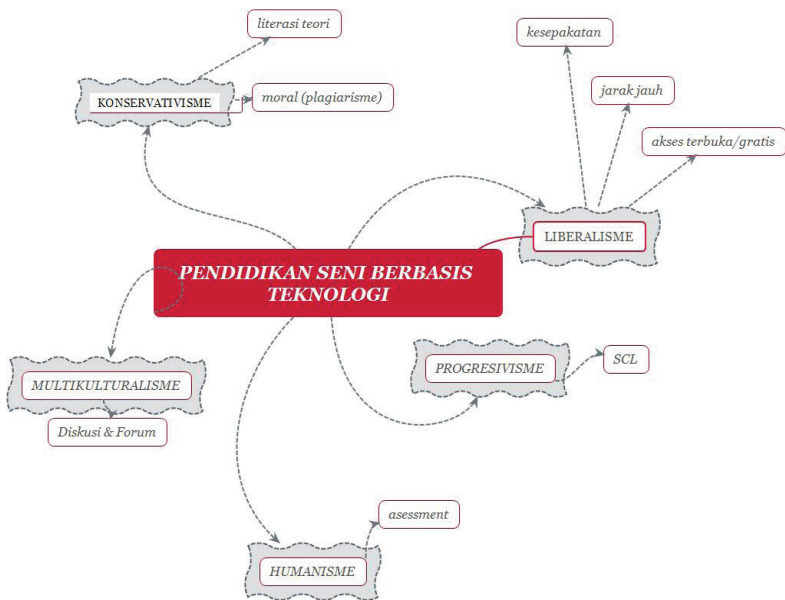 literasi teori
kesepakatan
KONSERVATIVISME
moral (plagiarisme)
jarak jauh
akses terbuka/gratis
LIBERALISME
PENDIDIKAN SENI BERBASIS
TEKNOLOGI
MULTIKULTURALISME
PROGRESIVISME
SCL
Diskusi & Forum
asessment
HUMANISME